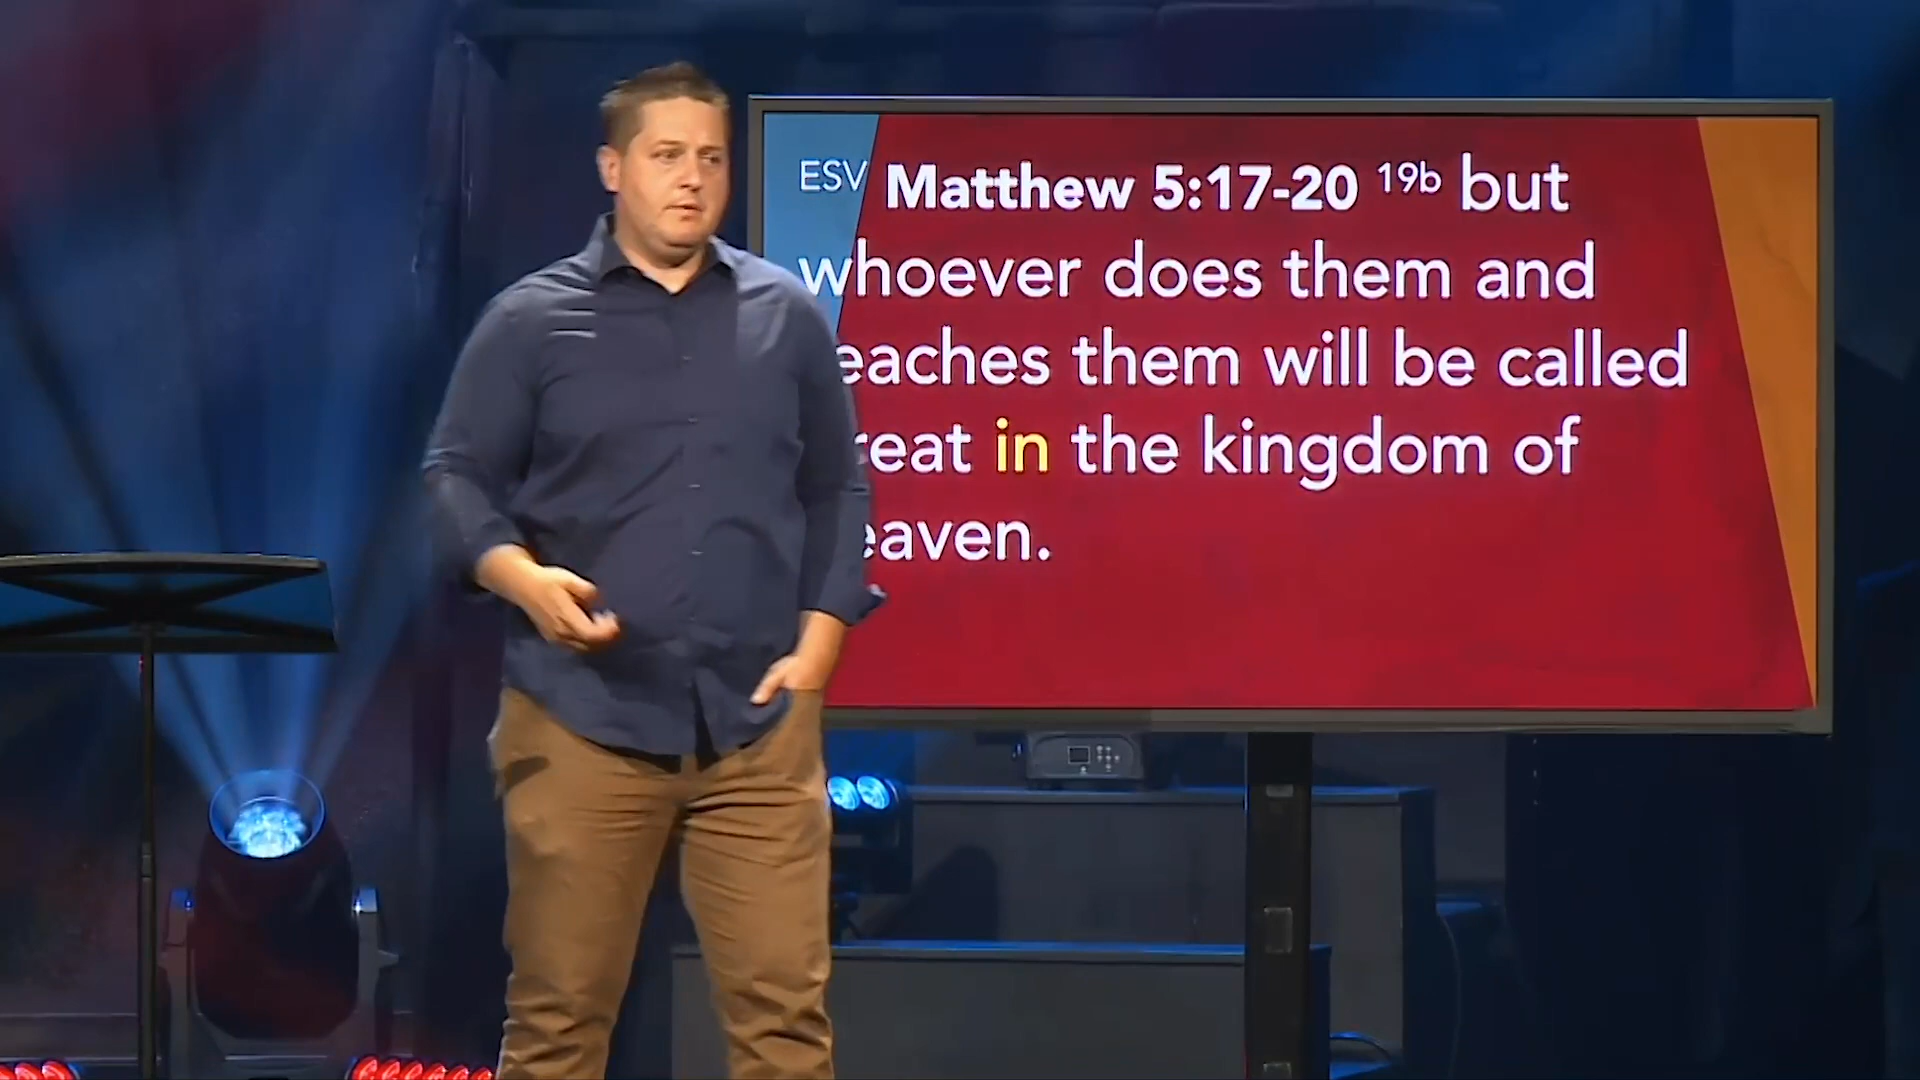 ESV Matthew 5:17-20 19b but
whoever does them and
eaches them will be called
reat in the kingdom of
eaven.